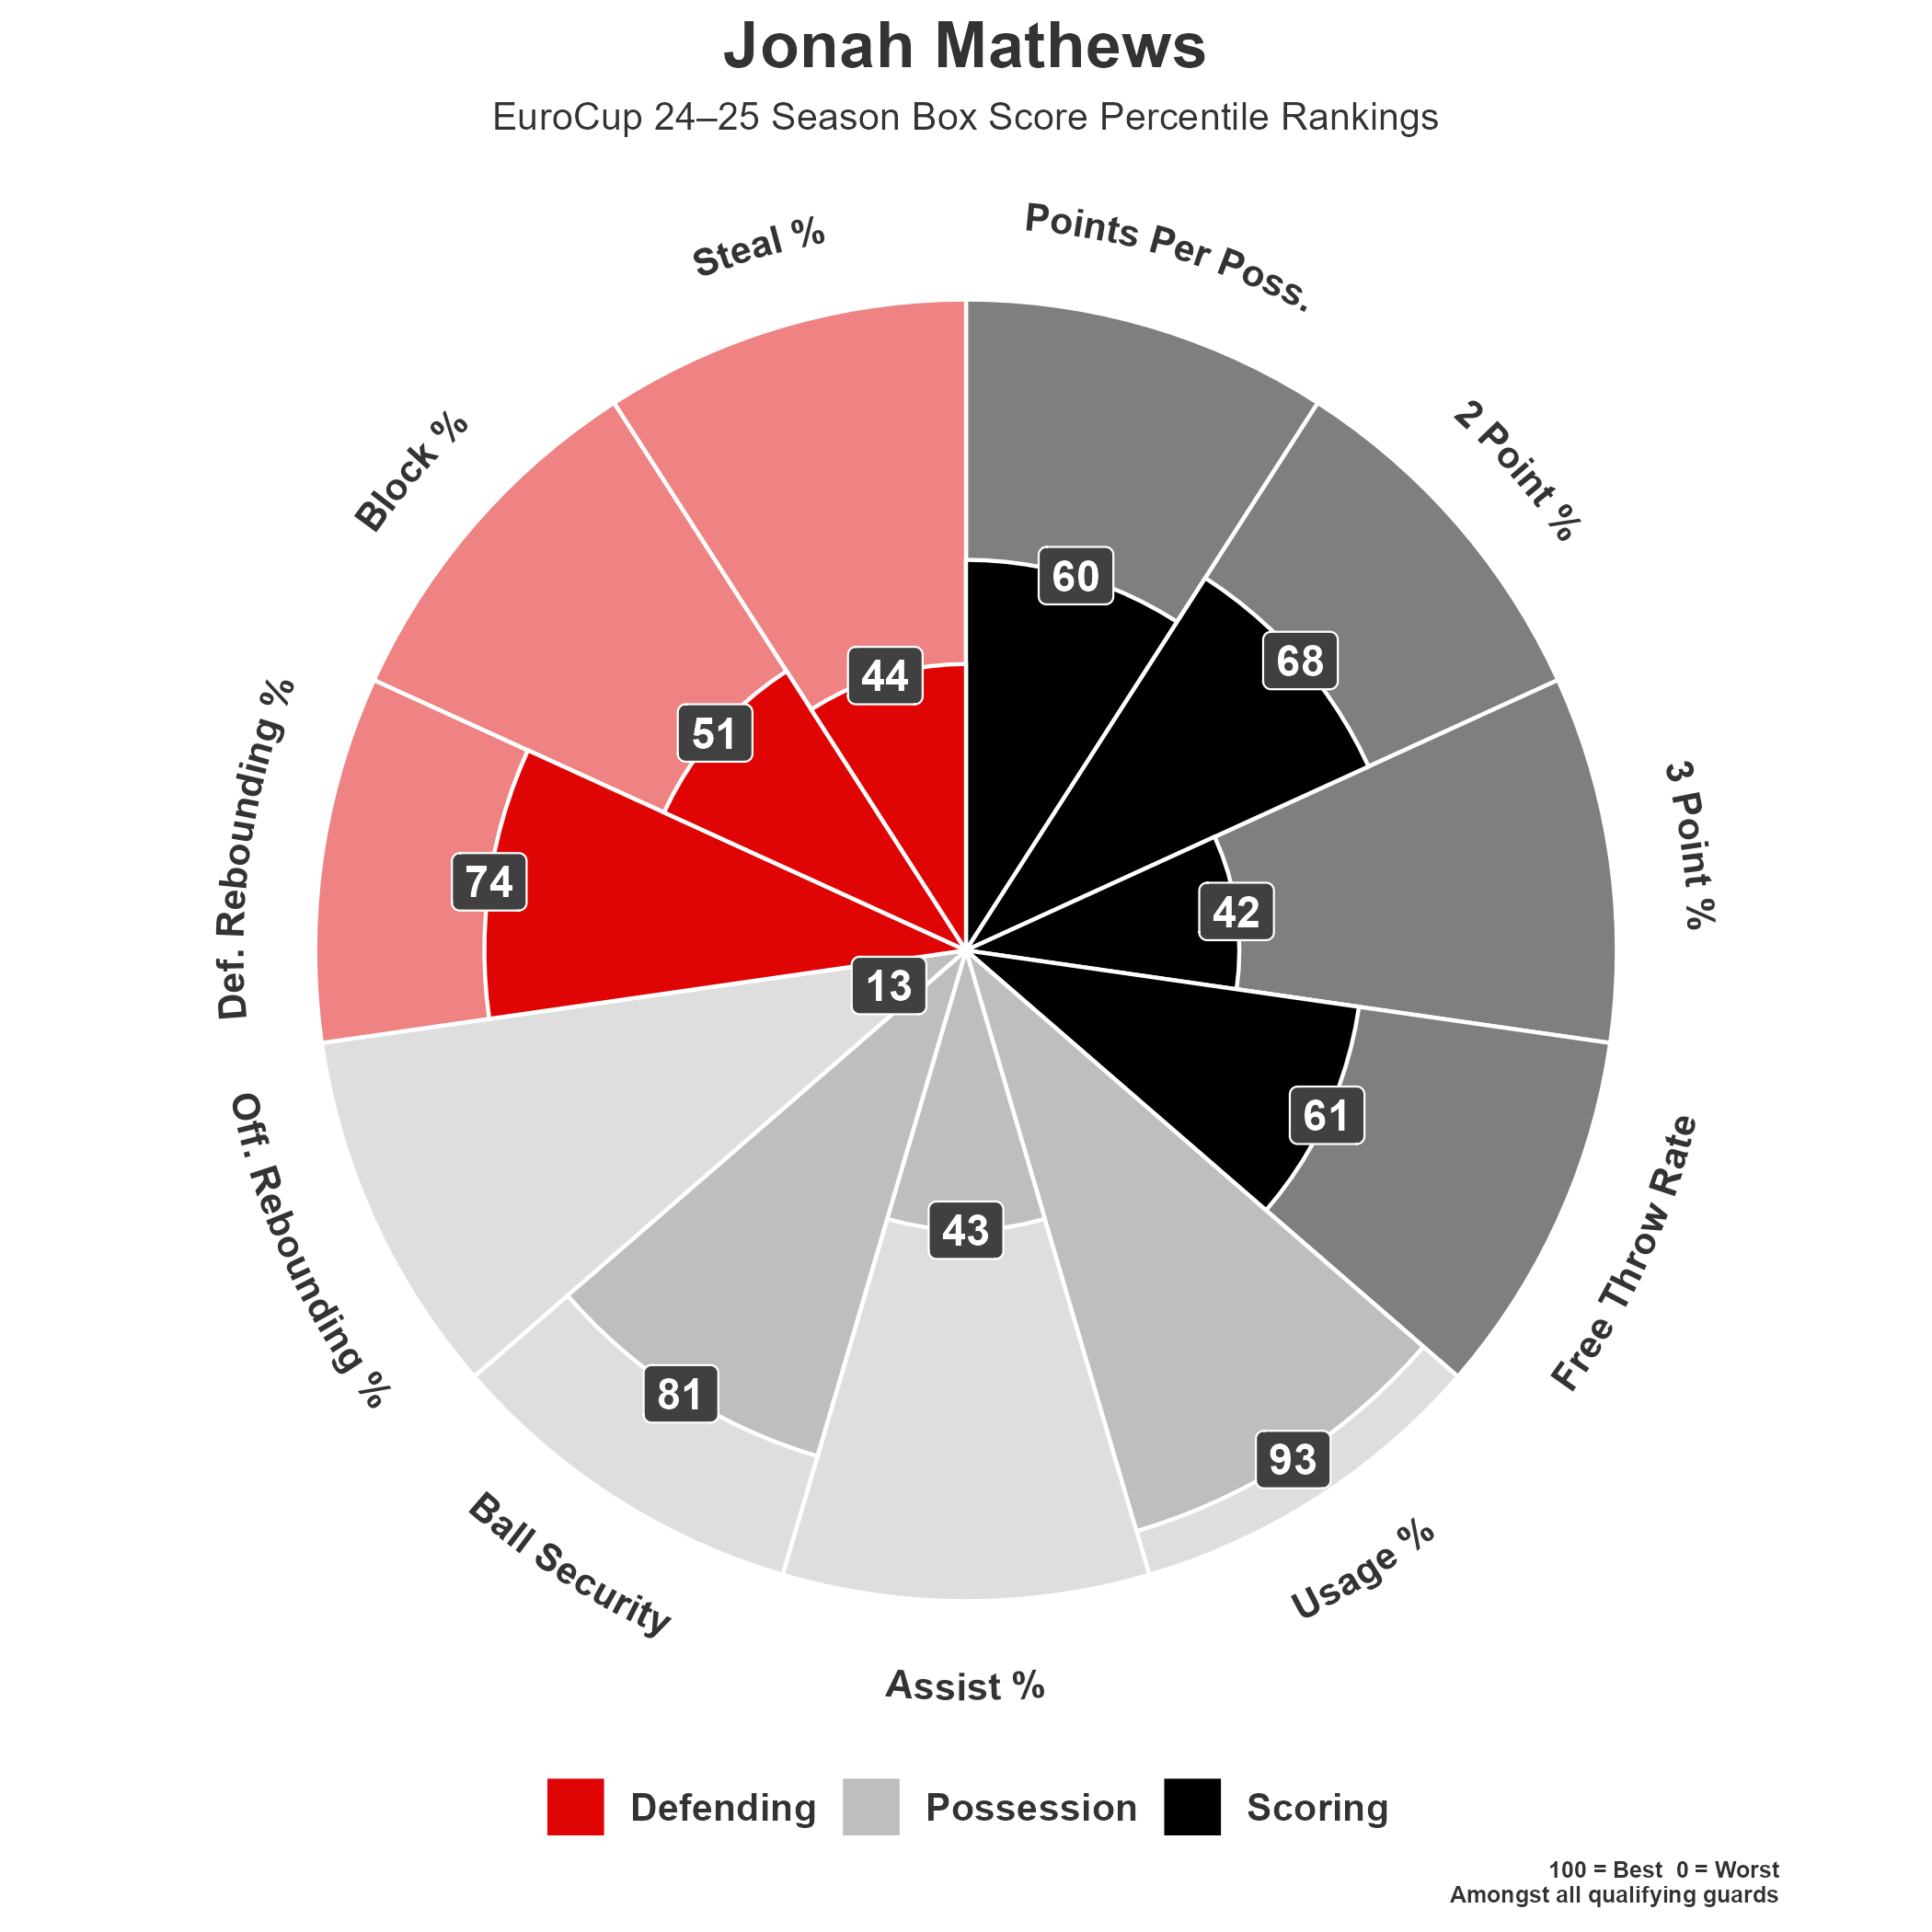 Jonah Mathews
EuroCup 24–25 Season Box Score Percentile Rankings
Steal %
Points Per Poss.
2 Point %
3 Point %
Free Throw Rate
Usage %
Assist %
Ball Security
Off. Rebounding %
Def. Rebounding %
Block %
60
68
42
61
93
43
81
13
74
51
44
Defending
Possession
Scoring
100 = Best  0 = Worst
Amongst all qualifying guards